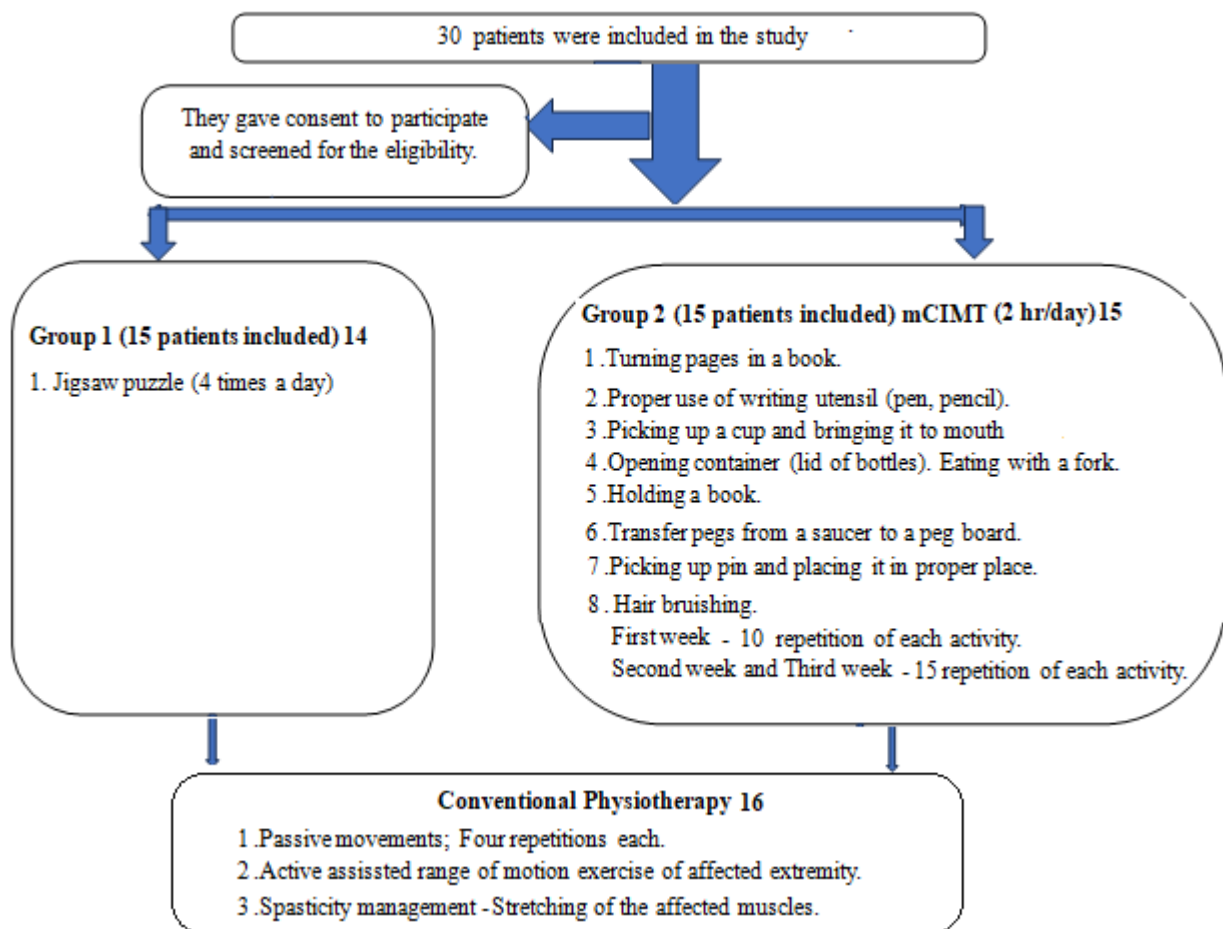 30 patients were included in the study
They gave consent to participate
and screened for the eligibility.
Group 1 (15 patients included) 14
1. Jigsaw puzzle (4 times a day)
Group 2 (15 patients included) mCIMT (2 hr/day) 15
1 .Turning pages in a book.
2 .Proper use of writing utensil (pen, pencil).
3 .Picking up a cup and bringing it to mouth
4 .Opening container (lid of bottles). Eating with a fork.
5 .Holding a book.
6 .Transfer pegs from a saucer to a peg board.
7 .Picking up pin and placing it in proper place.
8 . Hair bruishing.
First week - 10 repetition of each activity.
Second week and Third week - 15 repetition of each activity.
Conventional Physiotherapy 16
1 .Passive movements; Four repetitions each.
2 .Active assissted range of motion exercise of affected extremity.
3 .Spasticity management - Stretching of the affected muscles.